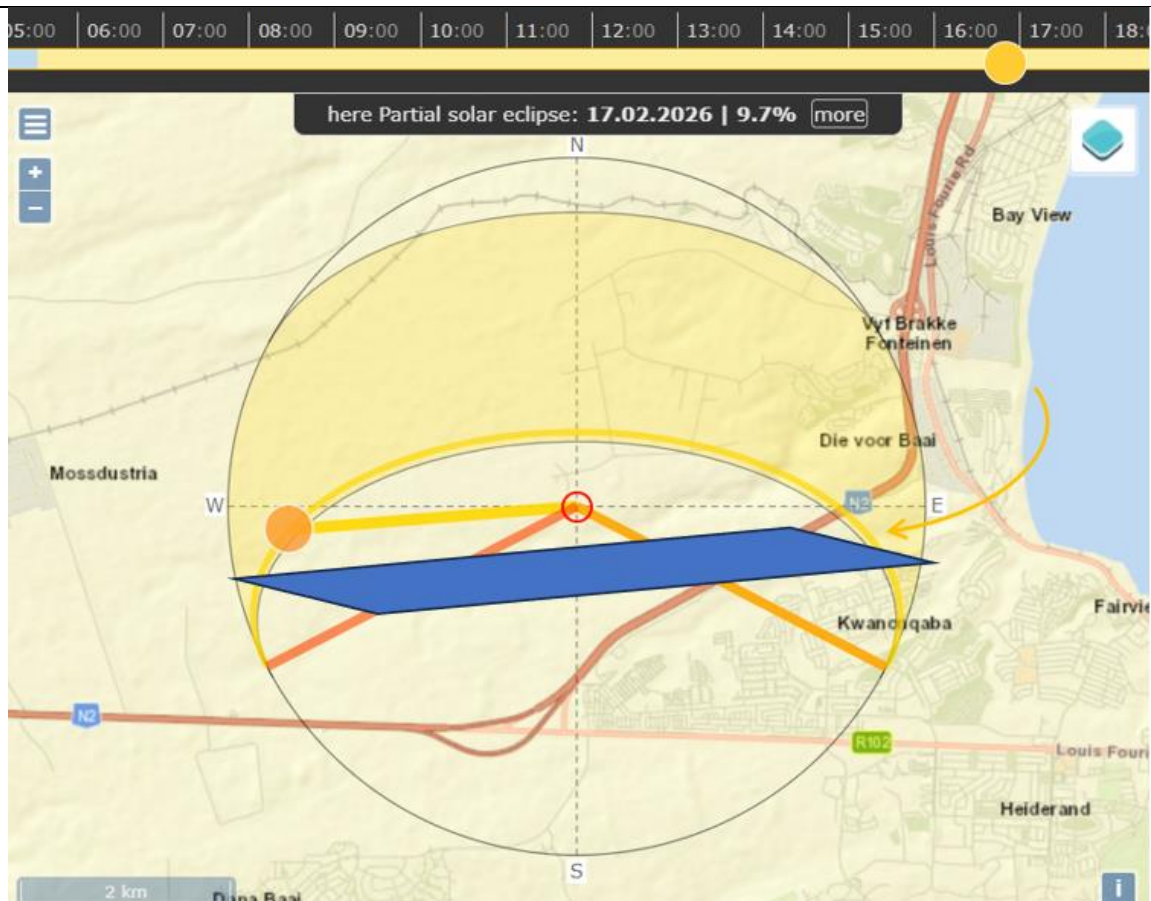 05:00 06:00 07:00 08:00 09:00 10:00 11:00 12:00 13:00 14:00 15:00 16:00 17:00 18:
here Partial solar eclipse: 17.02.2026 | 9.7% more
N
Louis Fourie Rd
Bay View
Vyf Brakke
Fonteinen
Die voor Baai
Mossdustria
W
N2
E
Fairvie
N2
R102
Louis Fouri
Heiderand
S
2 km
Dana Baai
i